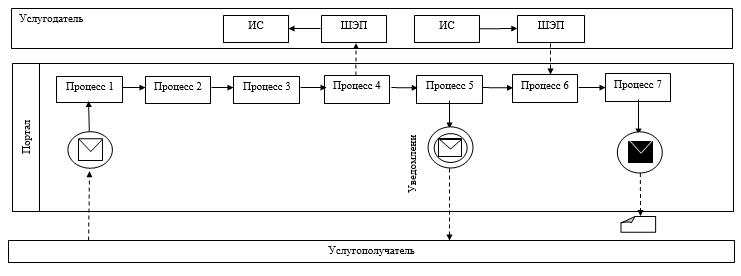 Услугодатель
ИС
ШЭП
ИС
ШЭП
Процесс 1
Процесс 2
Процесс 3
Процесс 4
Процесс 5
Процесс 6
Процесс 7
Портал
Уведомлени
Услугополучатель